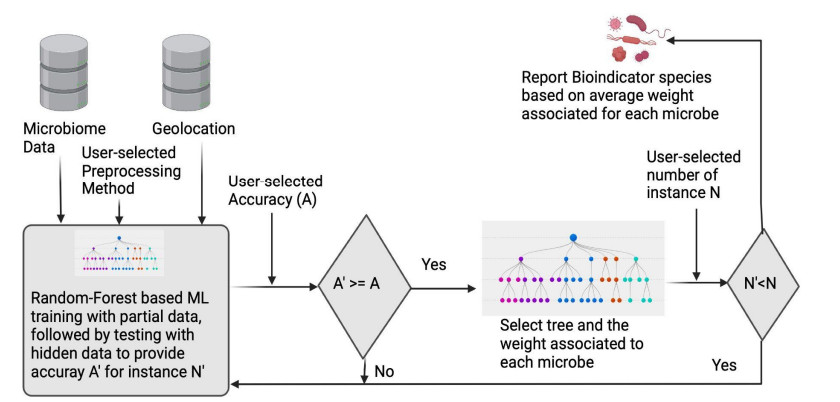 Microbiome
Data
Geolocation
User-selected
Preprocessing
Method
Random-Forest based ML
training with partial data,
followed by testing with
hidden data to provide
accuray A' for instance N'
User-selected
Accuracy (A)
A' >= A
Yes
No
Select tree and the
weight associated to
each microbe
User-selected
number of
instance N
N'<N
Yes
Report Bioindicator species
based on average weight
associated for each microbe